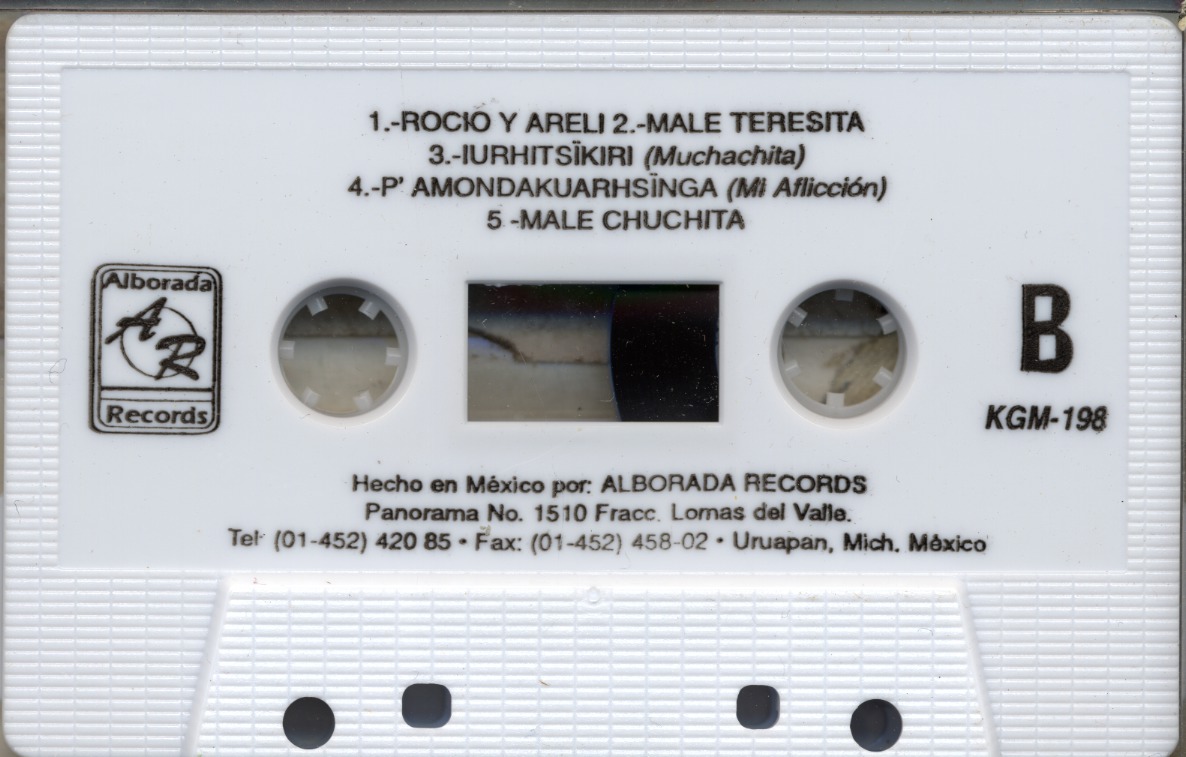 1.-ROCIÓ Y ARELI 2.-MALE TERESITA
3.-IURHITSÏKIRI (Muchachita)
4.-P' AMONDAKUARHSÏNGA (Mi Aflicción)
5.-MALE CHUCHITA
Alborada
AR
Records
B
KGM-198
Hecho en México por: ALBORADA RECORDS
Panorama No. 1510 Fracc. Lomas del Valle.
Tel: (01-452) 420 85 • Fax: (01-452) 458-02 • Uruapan, Mich. México